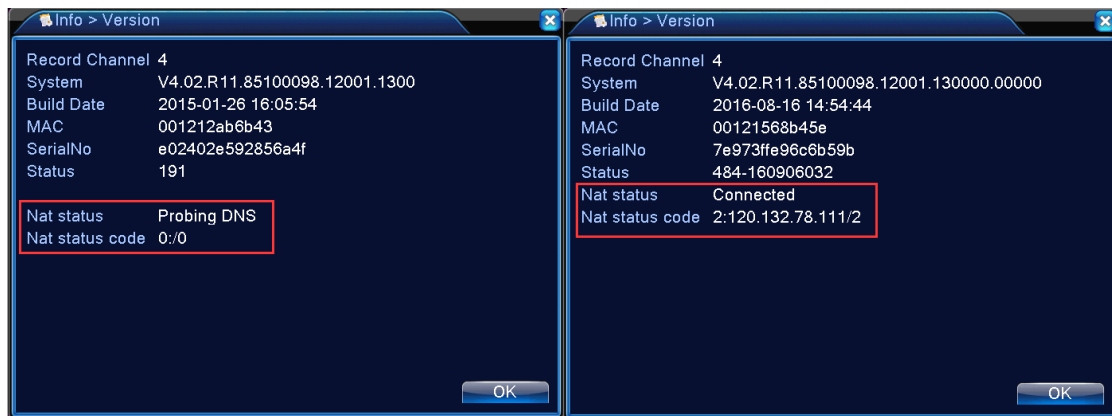 Info > Version
Record Channel 4
System V4.02.R11.85100098.12001.1300
Build Date 2015-01-26 16:05:54
MAC 001212ab6b43
SerialNo e02402e592856a4f
Status 191
Nat status Probing DNS
Nat status code 0:/0
OK
Info > Version
Record Channel 4
System V4.02.R11.85100098.12001.130000.00000
Build Date 2016-08-16 14:54:44
MAC 00121568b45e
SerialNo 7e973ffe96c6b59b
Status 484-160906032
Nat status Connected
Nat status code 2:120.132.78.111/2
OK